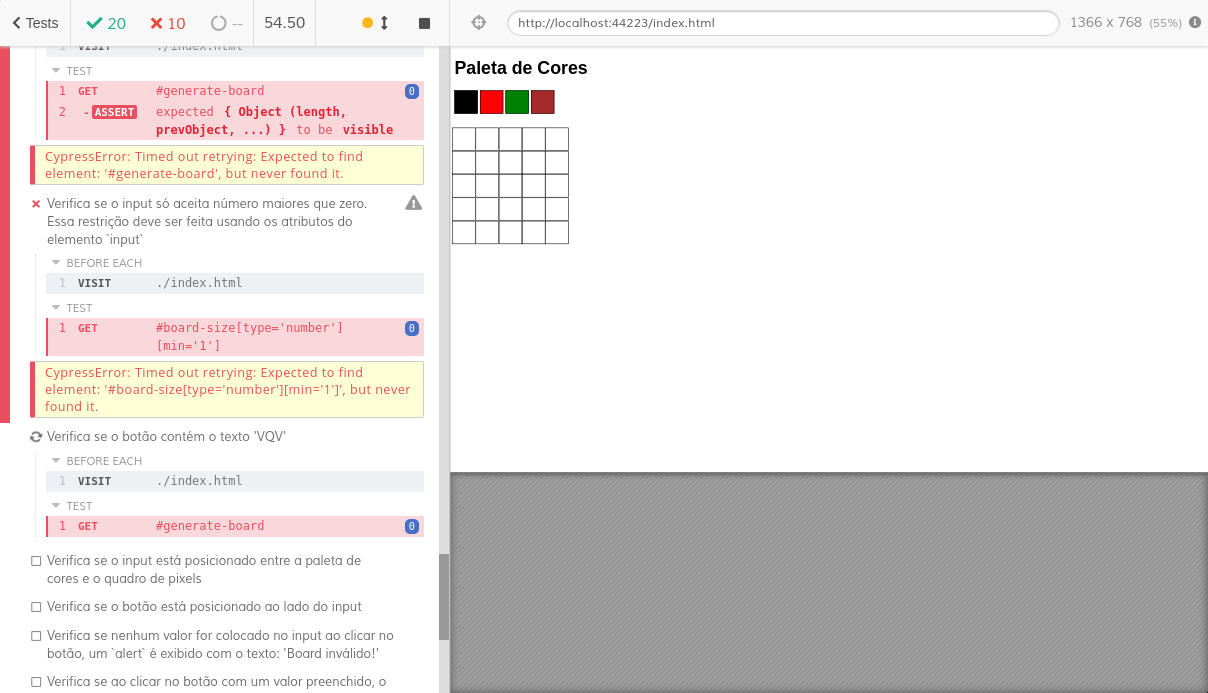 Tests 20 10 -- 54.50 http://localhost:44223/index.html 1366 x 768 (55%)
1 VISIT ./index.html
TEST
1 GET #generate-board 0
2 -ASSERT expected { Object (length,
prevObject, ...) } to be visible
CypressError: Timed out retrying: Expected to find
element: '#generate-board', but never found it.
Verifica se o input só aceita número maiores que zero.
Essa restrição deve ser feita usando os atributos do
elemento `input`
BEFORE EACH
1 VISIT ./index.html
TEST
1 GET #board-size[type='number'] 0
[min='1']
CypressError: Timed out retrying: Expected to find
element: '#board-size[type='number'][min='1']', but never
found it.
Verifica se o botão contém o texto 'VQV'
BEFORE EACH
1 VISIT ./index.html
TEST
1 GET #generate-board 0
Verifica se o input está posicionado entre a paleta de
cores e o quadro de pixels
Verifica se o botão está posicionado ao lado do input
Verifica se nenhum valor for colocado no input ao clicar no
botão, um `alert` é exibido com o texto: 'Board inválido!'
Verifica se ao clicar no botão com um valor preenchido, o
Paleta de Cores